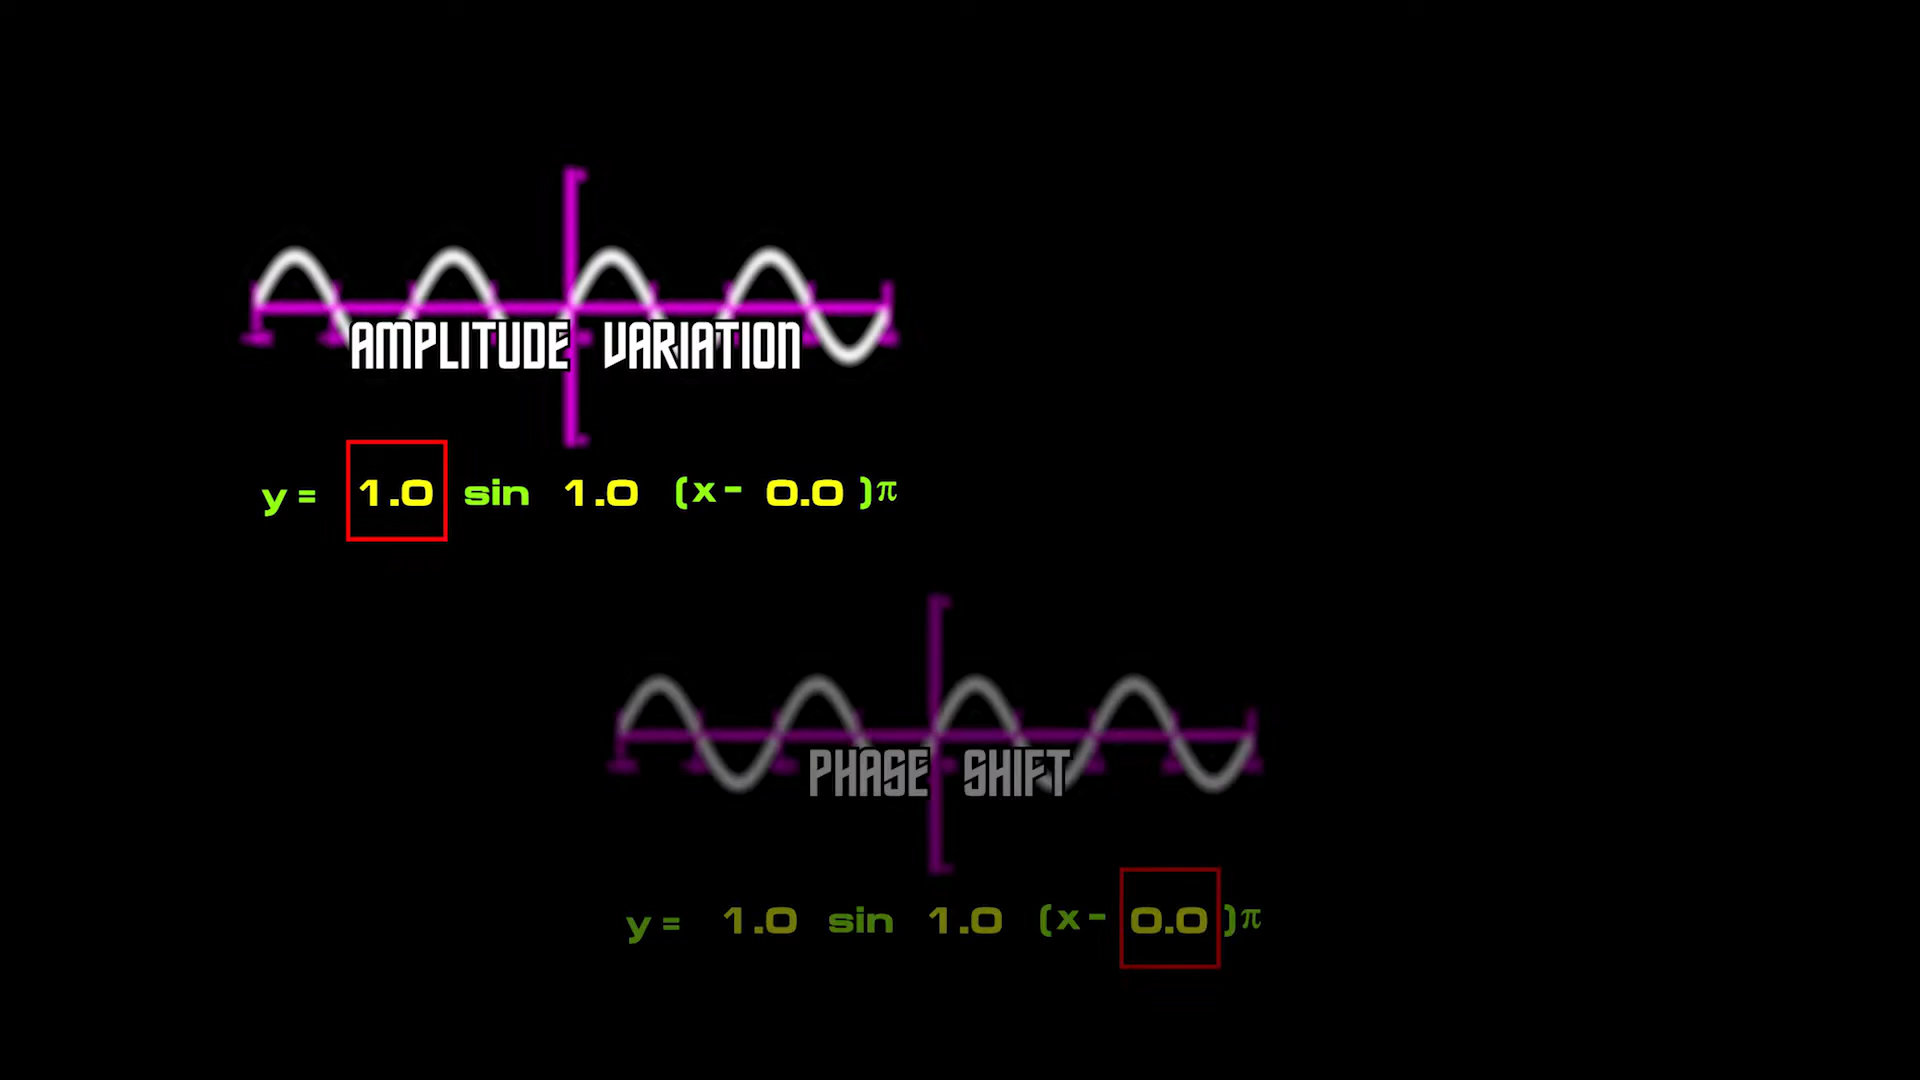 AMPLITUDE VARIATION
y = 1.0 sin 1.0 (x - 0.0 )π
PHASE SHIFT
y = 1.0 sin 1.0 (x - 0.0 )π